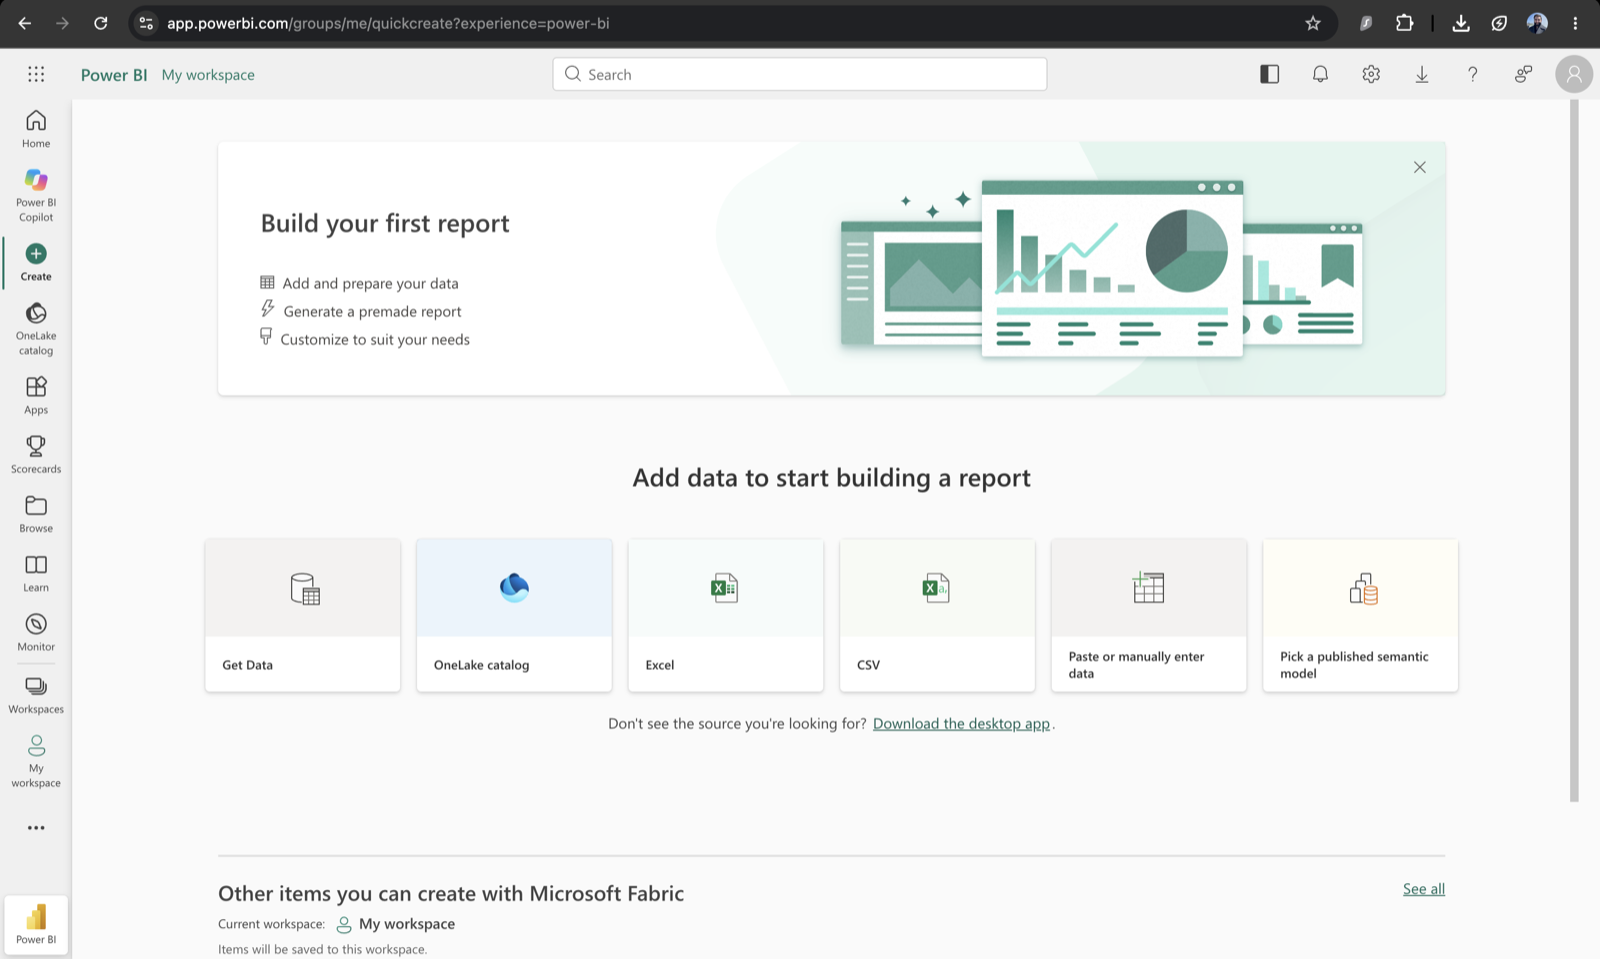 app.powerbi.com/groups/me/quickcreate?experience=power-bi
Power BI My workspace
Search
Home
Power BI
Copilot
Create
OneLake
catalog
Apps
Scorecards
Browse
Learn
Monitor
Workspaces
My
workspace
Power BI
Build your first report
Add and prepare your data
Generate a premade report
Customize to suit your needs
Add data to start building a report
Get Data
OneLake catalog
Excel
CSV
Paste or manually enter
data
Pick a published semantic
model
Don't see the source you're looking for? Download the desktop app.
Other items you can create with Microsoft Fabric
See all
Current workspace: My workspace
Items will be saved to this workspace.